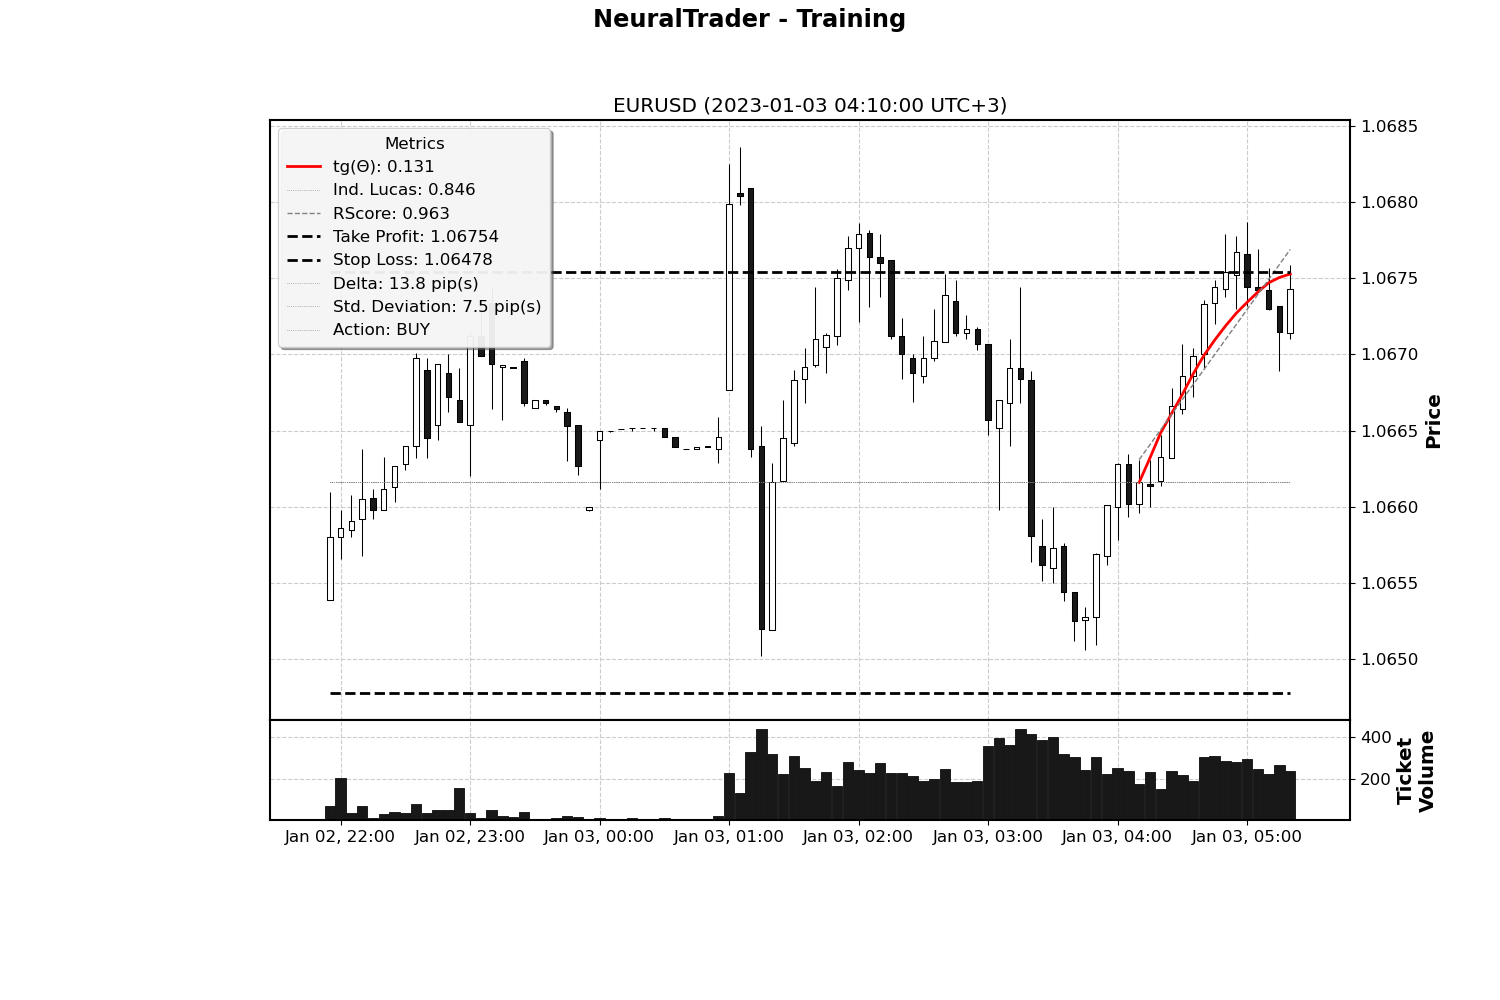 NeuralTrader - Training
EURUSD (2023-01-03 04:10:00 UTC+3)
Metrics
tg(Θ): 0.131
Ind. Lucas: 0.846
RScore: 0.963
Take Profit: 1.06754
Stop Loss: 1.06478
Delta: 13.8 pip(s)
Std. Deviation: 7.5 pip(s)
Action: BUY
1.0685
1.0680
1.0675
1.0670
1.0665
1.0660
1.0655
1.0650
Price
400
200
Ticket
Volume
Jan 02, 22:00
Jan 02, 23:00
Jan 03, 00:00
Jan 03, 01:00
Jan 03, 02:00
Jan 03, 03:00
Jan 03, 04:00
Jan 03, 05:00